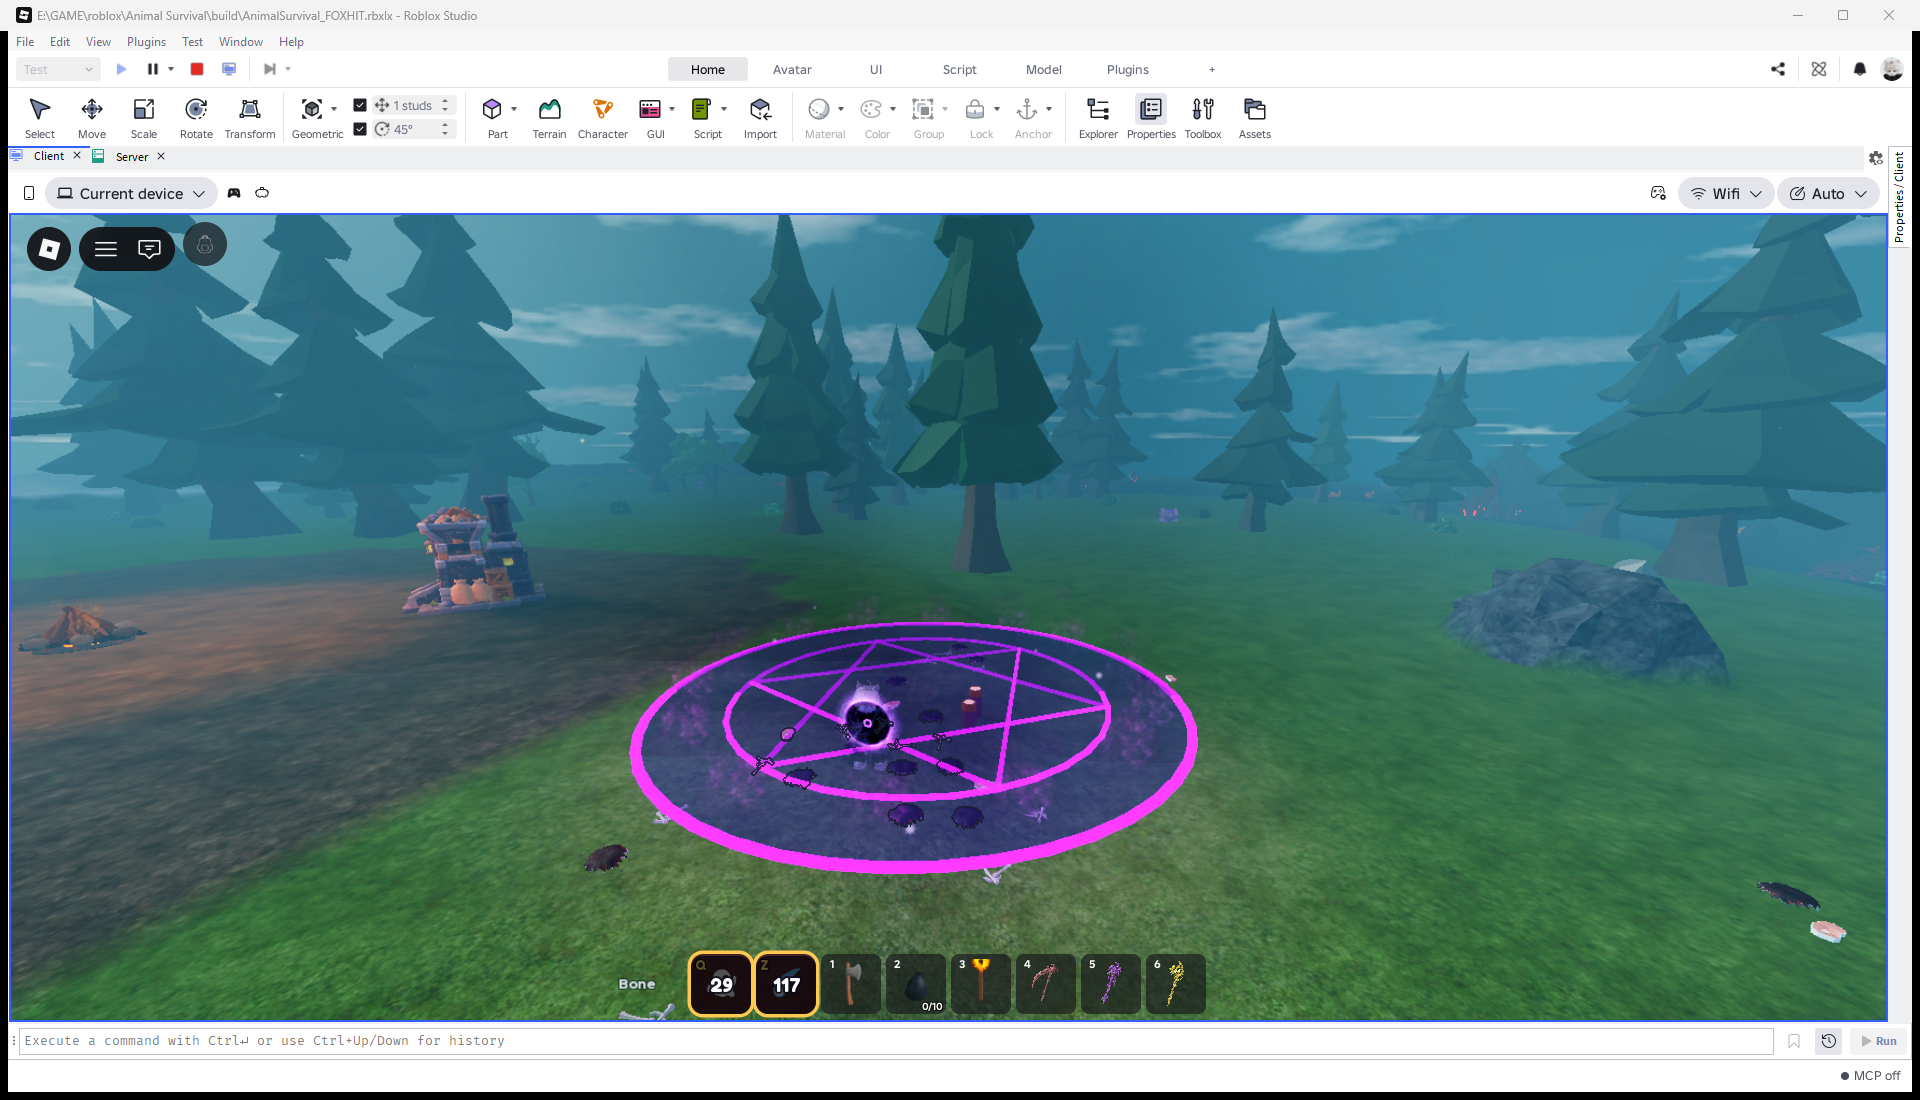 E:\GAME\roblox\Animal Survival\build\AnimalSurvival_FOXHIT.rbxlx - Roblox Studio
File Edit View Plugins Test Window Help
Test
Home Avatar UI Script Model Plugins +
1 studs
45°
Select Move Scale Rotate Transform Geometric Part Terrain Character GUI Script Import Material Color Group Lock Anchor Explorer Properties Toolbox Assets
Client Server
Properties / Client
Current device
Wifi Auto
Bone
Q 29
Z 117
1
2 0/10
3
4
5
6
Execute a command with Ctrl↵ or use Ctrl+Up/Down for history
Run
MCP off